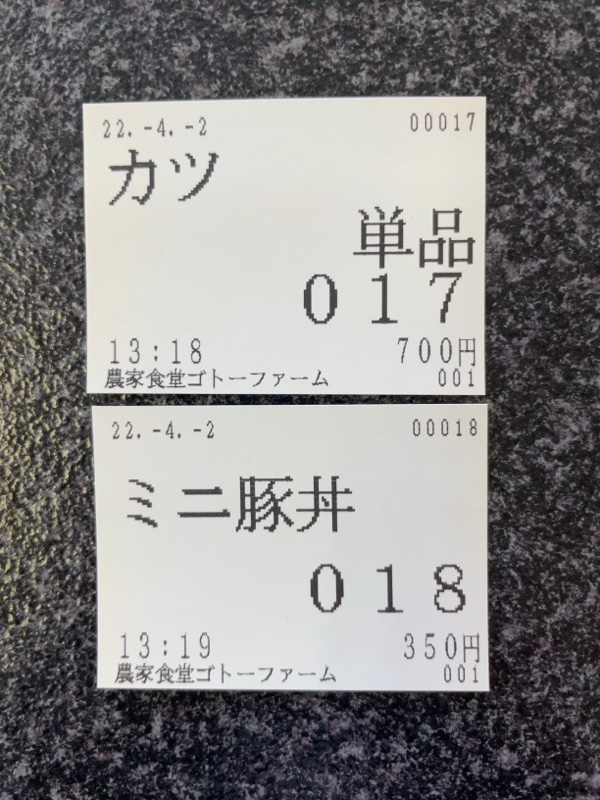 22.-4.-2 00017
カツ
単品
017
13:18 700円
農家食堂ゴトーファーム 001
22.-4.-2 00018
ミニ豚丼
018
13:19 350円
農家食堂ゴトーファーム 001